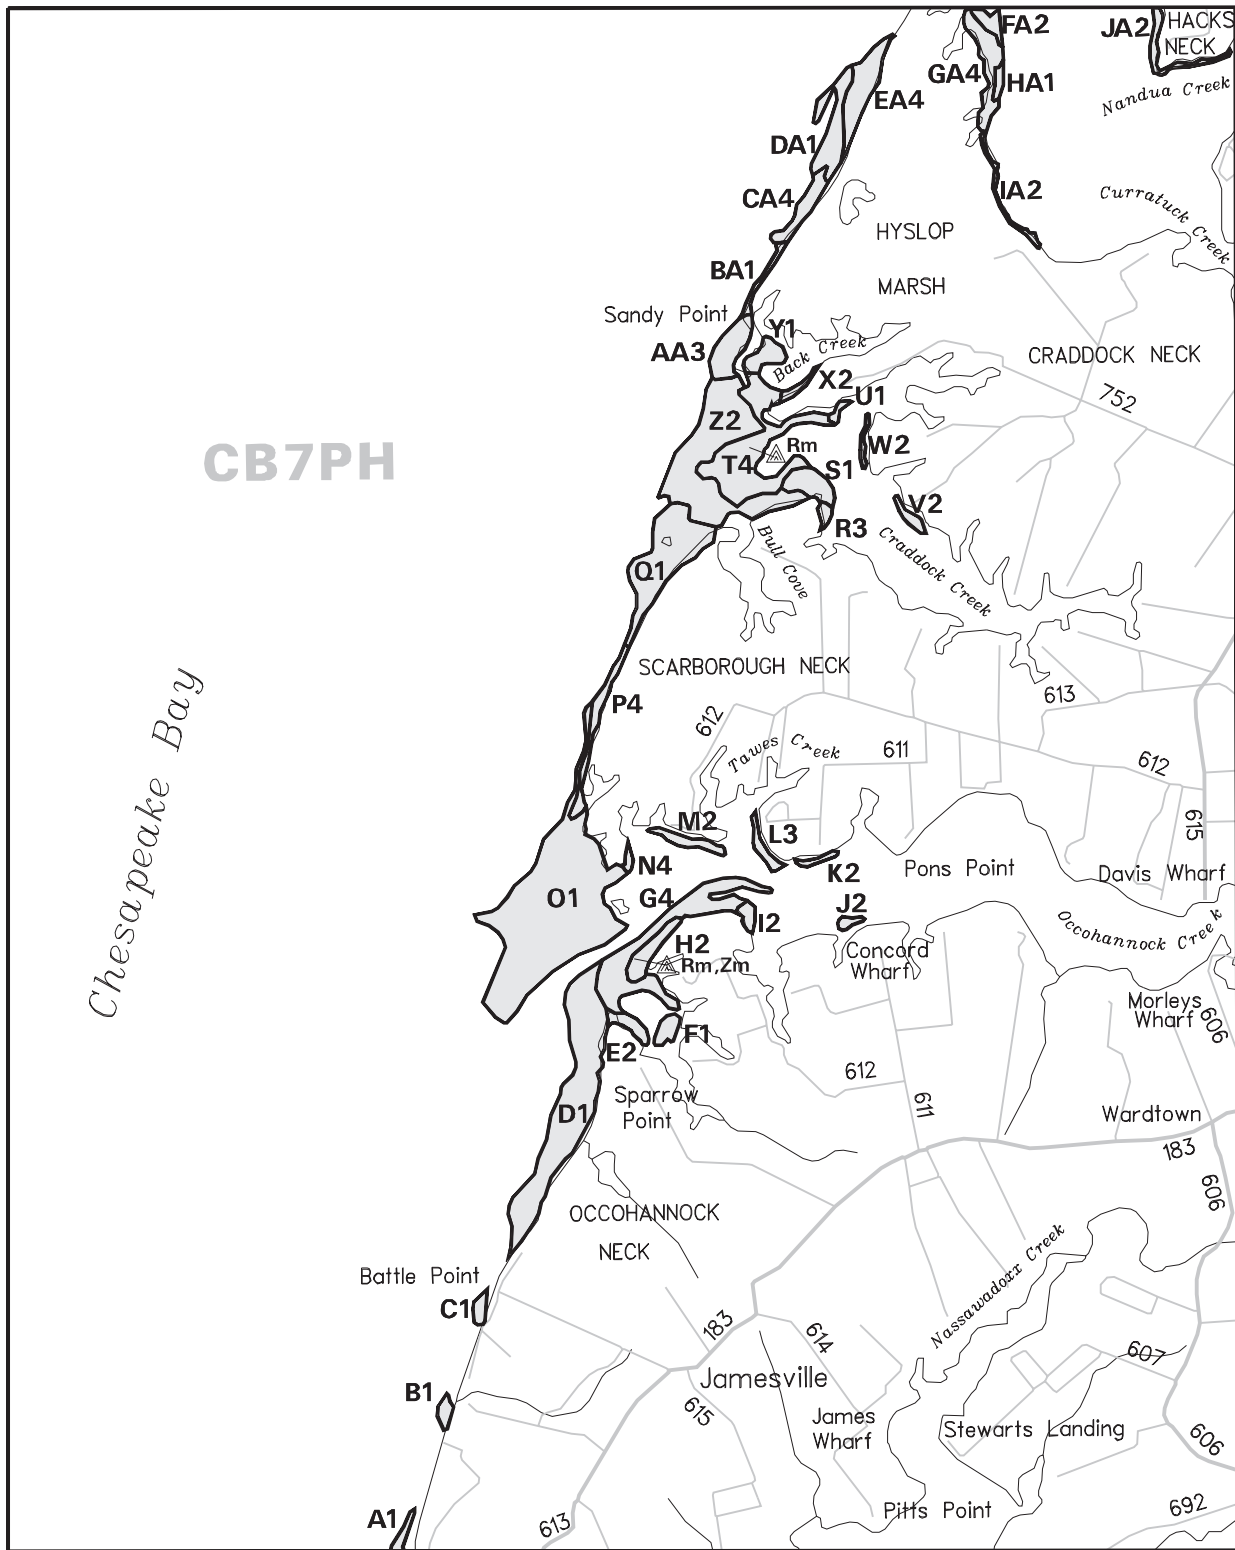 FA2
JA2
HACKS
NECK
GA4
HA1
EA4
Nandua Creek
DA1
IA2
CA4
Curratuck Creek
HYSLOP
BA1
MARSH
Sandy Point
Y1
AA3
Back Creek
CRADDOCK NECK
X2
U1
752
Z2
CB7PH
Rm
W2
T4
S1
V2
R3
Bull Cove
Craddock Creek
Q1
SCARBOROUGH NECK
613
P4
612
Tawes Creek
611
612
Chesapeake Bay
M2
L3
615
N4
K2
Pons Point
Davis Wharf
O1
G4
J2
I2
Occohannock Creek
H2
Concord
Wharf
Rm,Zm
Morleys
Wharf
606
F1
E2
612
Sparrow
Point
611
D1
Wardtown
183
606
OCCOHANNOCK
NECK
Nassawadoxx Creek
Battle Point
C1
183
614
607
Jamesville
B1
615
James
Wharf
Stewarts Landing
606
Pitts Point
692
A1
613